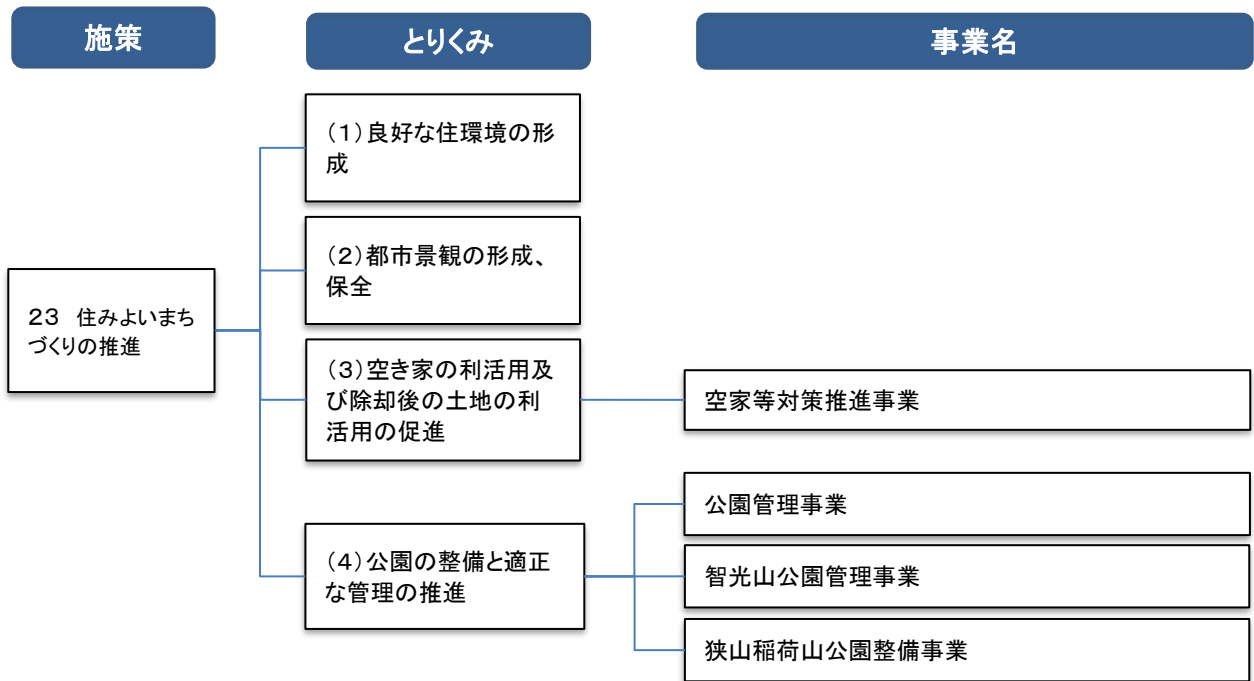 施策
とりくみ
事業名
23 住みよいまち
づくりの推進
(1)良好な住環境の形
成
(2)都市景観の形成、
保全
(3)空き家の利活用及
び除却後の土地の利
活用の促進
空家等対策推進事業
(4)公園の整備と適正
な管理の推進
公園管理事業
智光山公園管理事業
狭山稲荷山公園整備事業